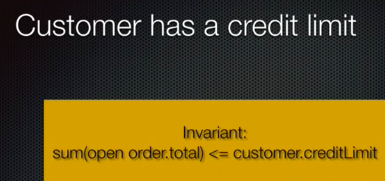 Customer has a credit limit
Invariant:
sum(open order.total) <= customer.creditLimit